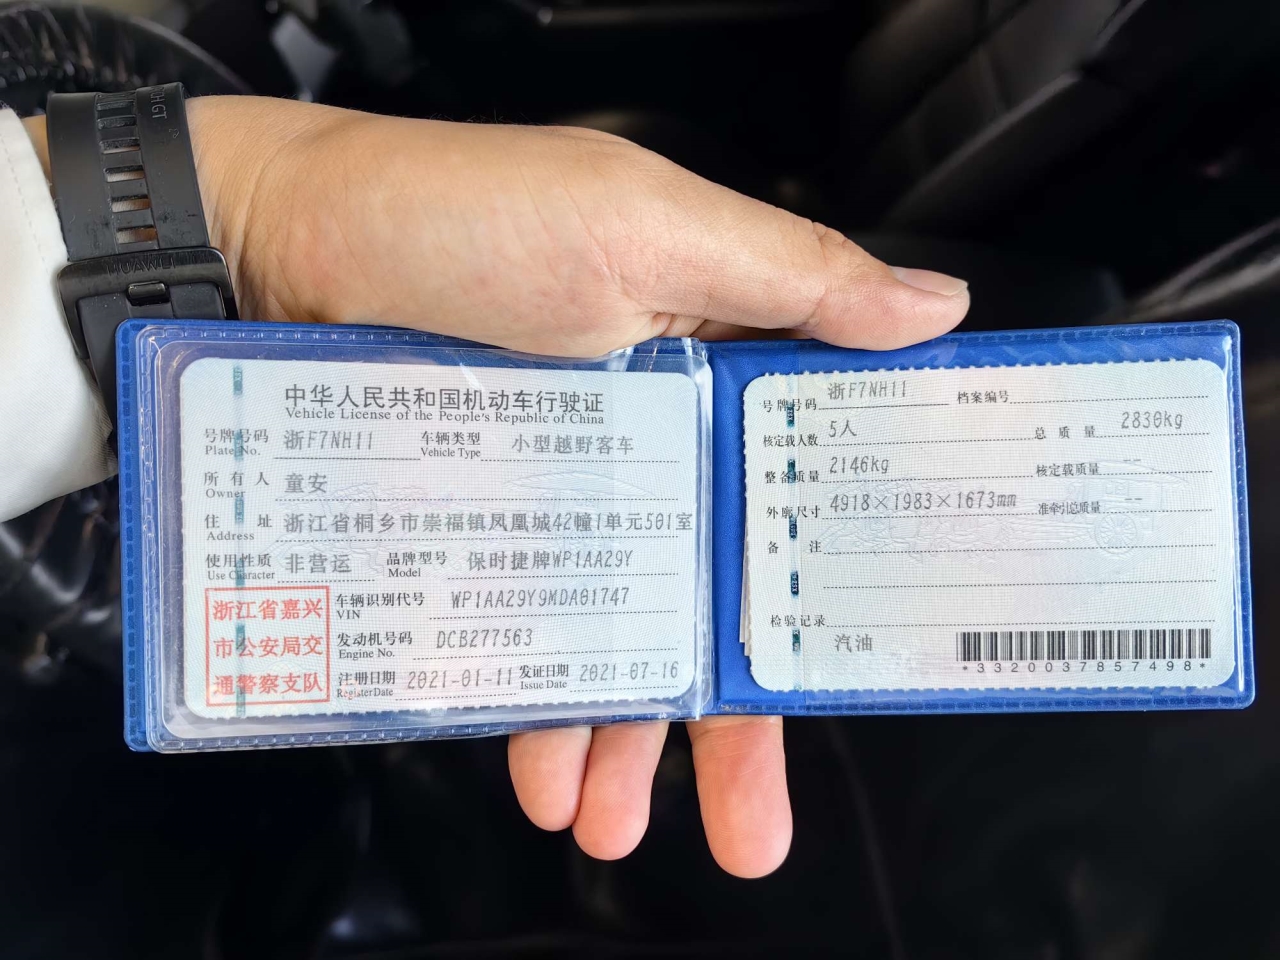 CH GT
HUAWEI
中华人民共和国机动车行驶证
Vehicle License of the People's Republic of China
号牌号码 浙F7NH11 车辆类型 小型越野客车
Plate No. Vehicle Type
所有人 童安
Owner
住址 浙江省桐乡市崇福镇凤凰城42幢1单元501室
Address
使用性质 非营运 品牌型号 保时捷牌WP1AA29Y
Use Character Model
浙江省嘉兴
市公安局交
通警察支队
车辆识别代号 WP1AA29Y9MDA01747
VIN
发动机号码 DCB277563
Engine No.
注册日期 2021-01-11 发证日期 2021-07-16
Register Date Issue Date
号牌号码 浙F7NH11 档案编号
核定载人数 5人 总质量 2830kg
整备质量 2146kg 核定载质量 --
外廓尺寸 4918×1983×1673mm 准牵引总质量 --
备注
检验记录
汽油
*3320037857498*